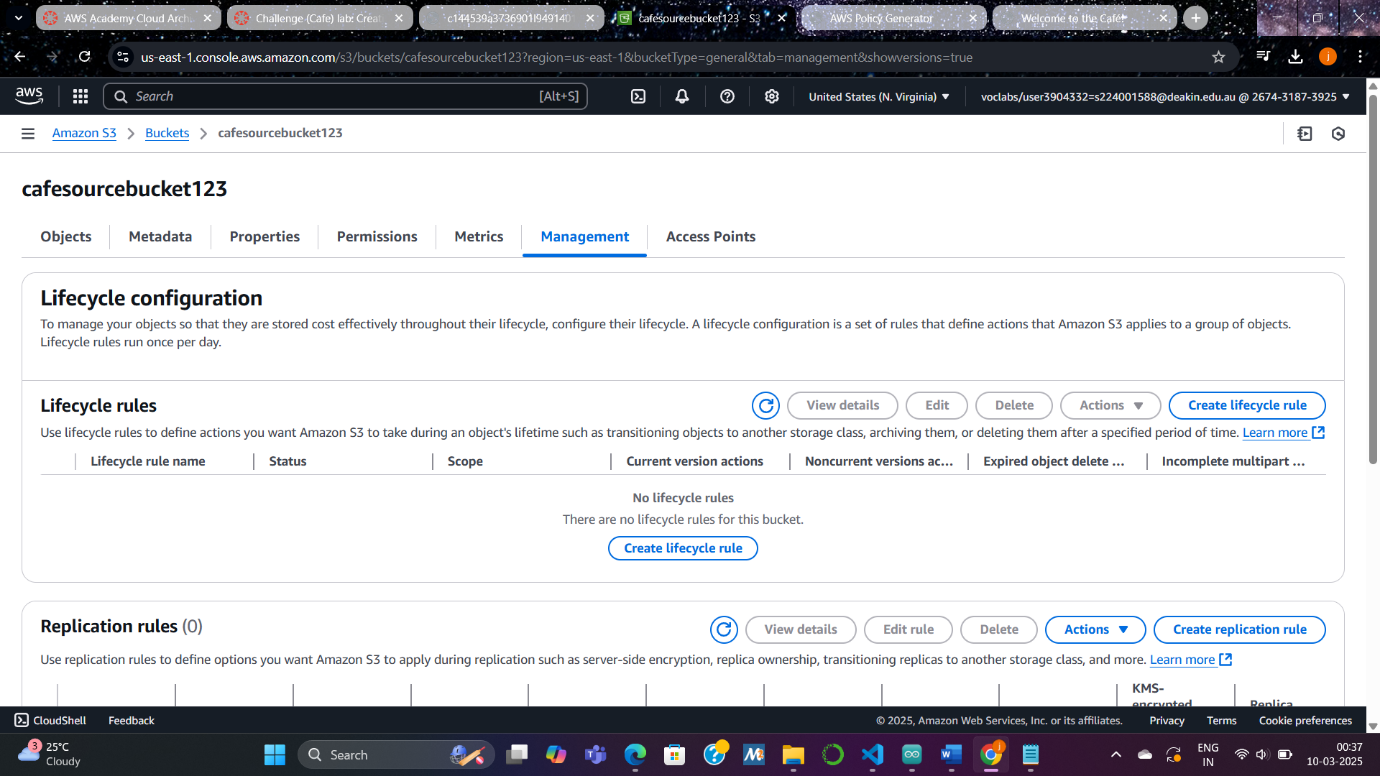 AWS Academy Cloud Archi
Challenge (Cafe) lab: Creat
c144539a3736901l949140
cafesourcebucket123 - S3
AWS Policy Generator
Welcome to the Café!
us-east-1.console.aws.amazon.com/s3/buckets/cafesourcebucket123?region=us-east-1&bucketType=general&tab=management&showversions=true
j
aws
Search
[Alt+S]
United States (N. Virginia)
voclabs/user3904332=s224001588@deakin.edu.au @ 2674-3187-3925
Amazon S3
Buckets
cafesourcebucket123
cafesourcebucket123
Objects
Metadata
Properties
Permissions
Metrics
Management
Access Points
Lifecycle configuration
To manage your objects so that they are stored cost effectively throughout their lifecycle, configure their lifecycle. A lifecycle configuration is a set of rules that define actions that Amazon S3 applies to a group of objects.
Lifecycle rules run once per day.
Lifecycle rules
View details
Edit
Delete
Actions
Create lifecycle rule
Use lifecycle rules to define actions you want Amazon S3 to take during an object's lifetime such as transitioning objects to another storage class, archiving them, or deleting them after a specified period of time. Learn more
Lifecycle rule name
Status
Scope
Current version actions
Noncurrent versions ac...
Expired object delete ...
Incomplete multipart ...
No lifecycle rules
There are no lifecycle rules for this bucket.
Create lifecycle rule
Replication rules (0)
View details
Edit rule
Delete
Actions
Create replication rule
Use replication rules to define options you want Amazon S3 to apply during replication such as server-side encryption, replica ownership, transitioning replicas to another storage class, and more. Learn more
KMS-
encrypted
Replica
CloudShell
Feedback
© 2025, Amazon Web Services, Inc. or its affiliates.
Privacy
Terms
Cookie preferences
3
25°C
Cloudy
Search
ENG
IN
00:37
10-03-2025